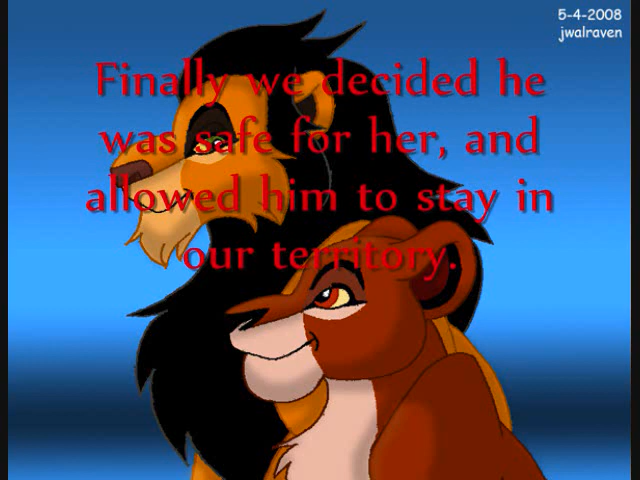 5-4-2008
jwalraven
Finally we decided he
was safe for her, and
allowed him to stay in
our territory.